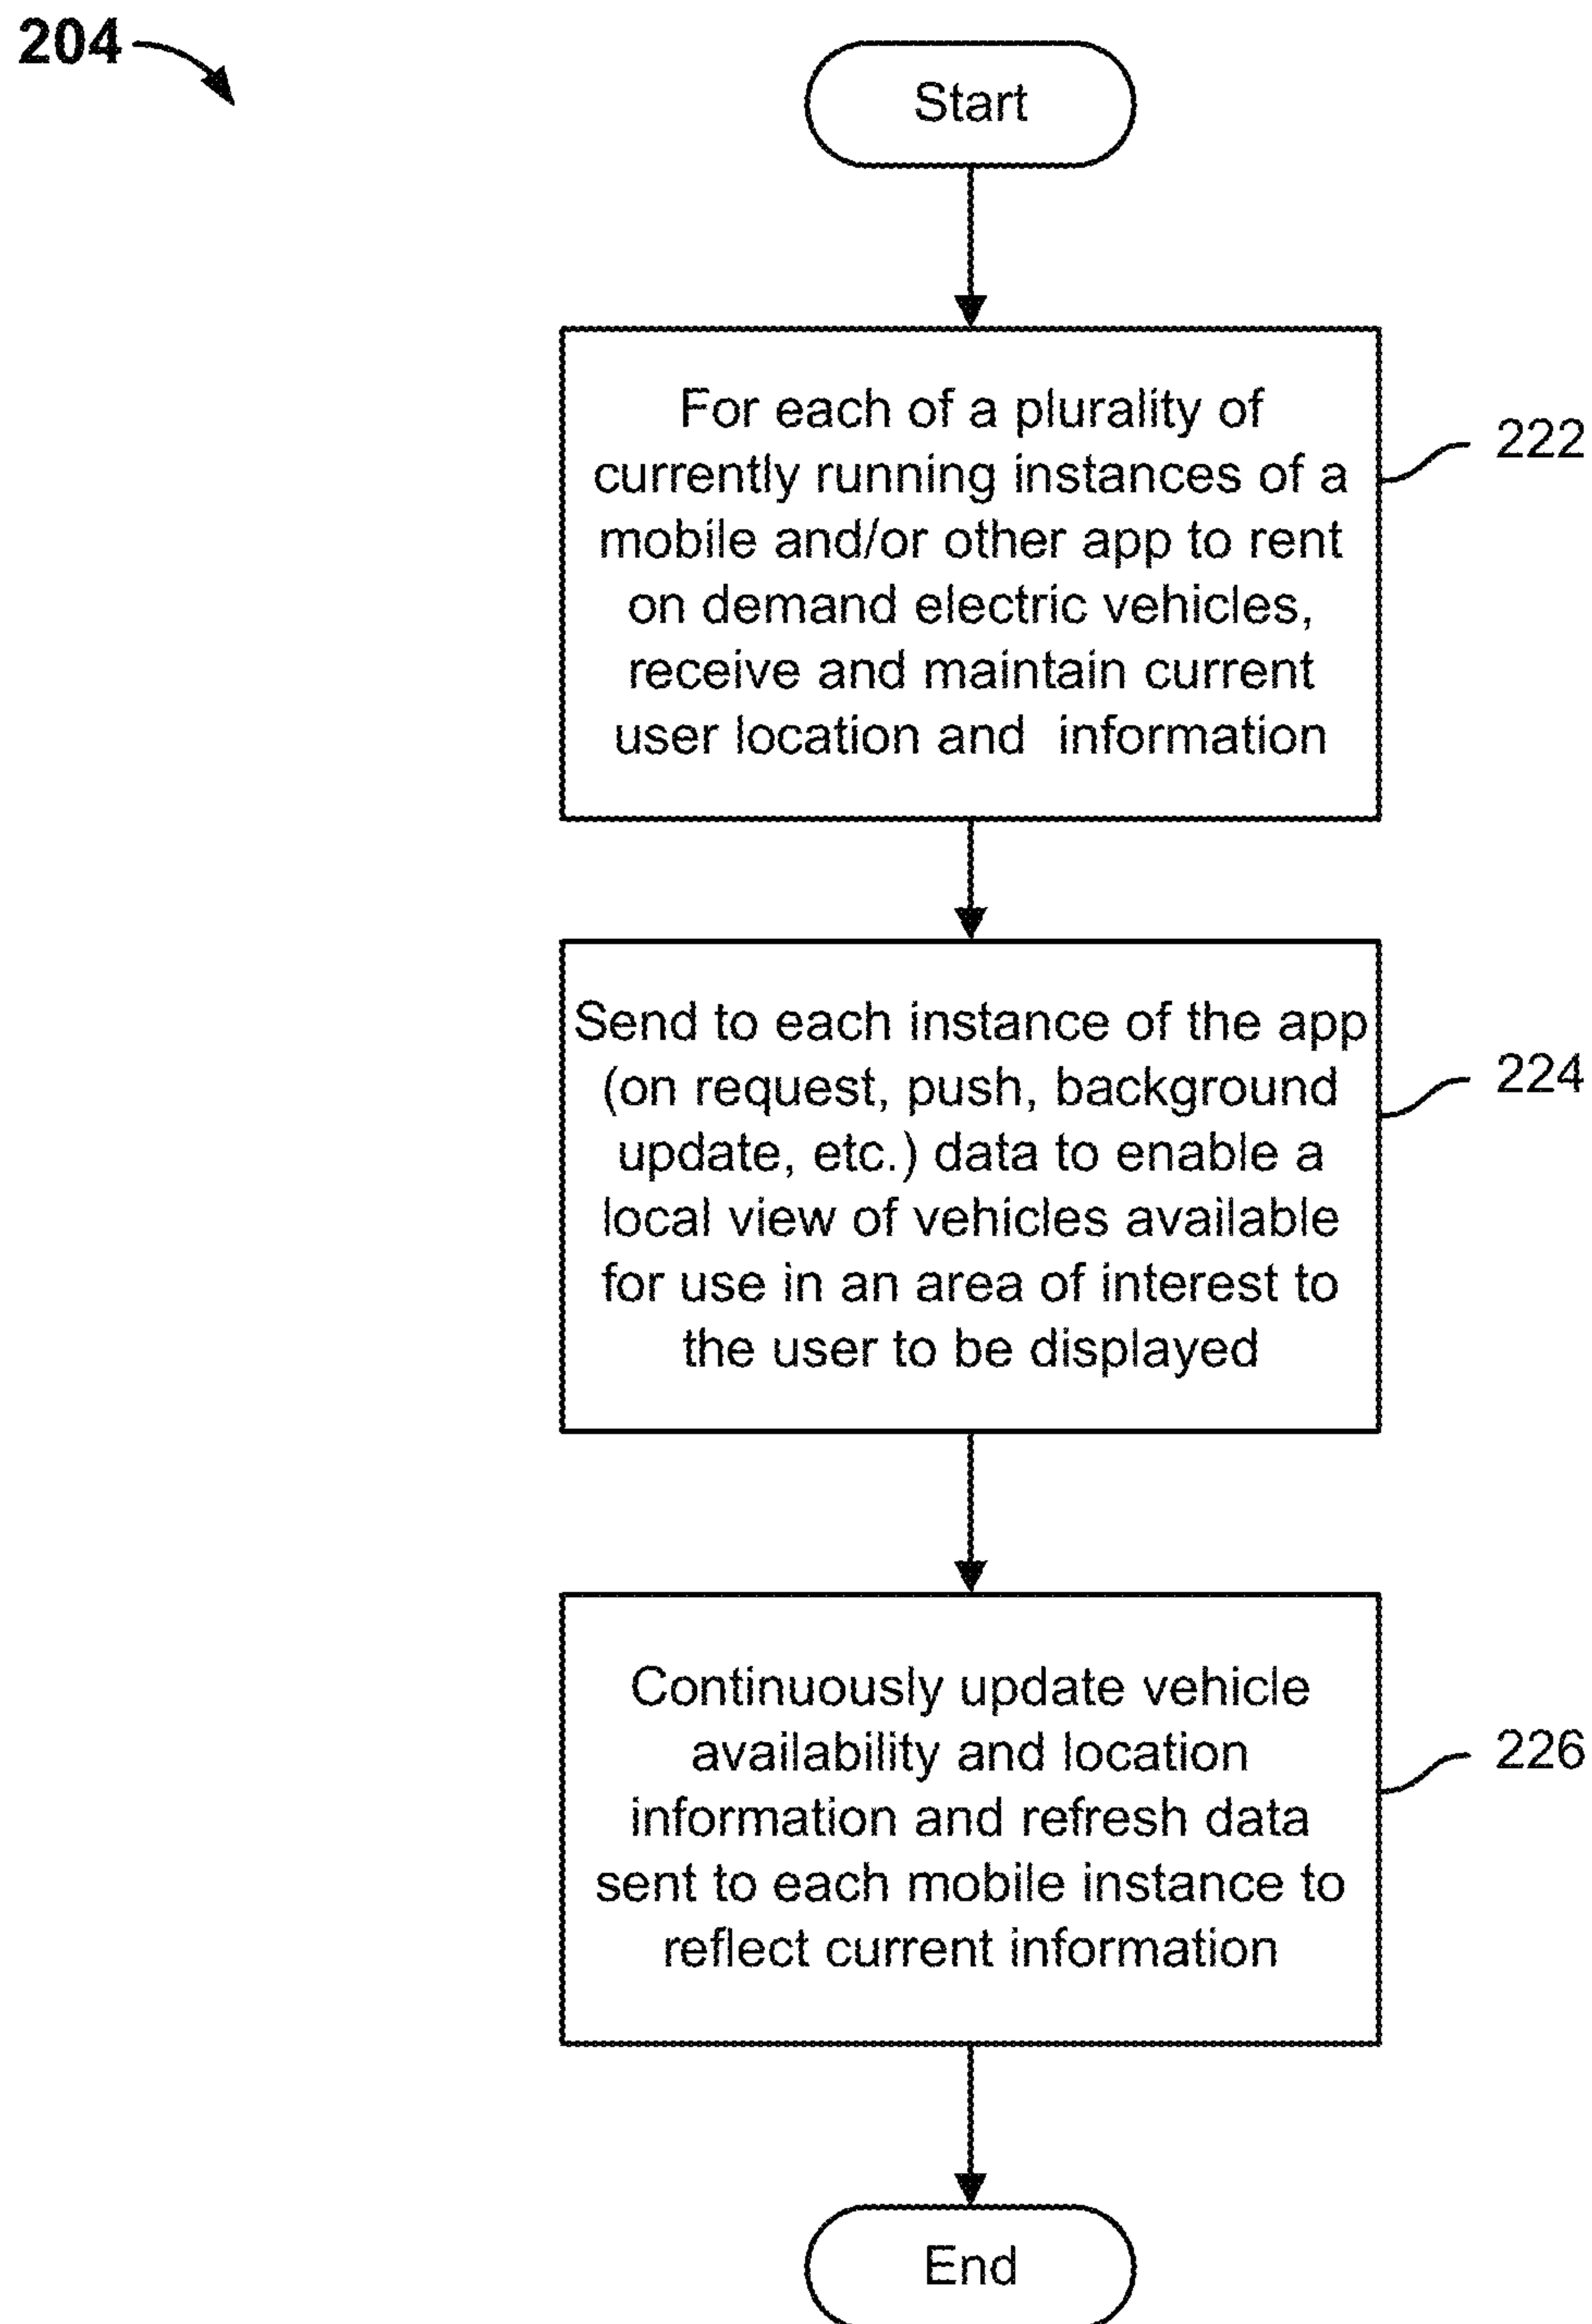 204
Start
For each of a plurality of
currently running instances of a
mobile and/or other app to rent
on demand electric vehicles,
receive and maintain current
user location and  information
222
Send to each instance of the app
(on request, push, background
update, etc.) data to enable a
local view of vehicles available
for use in an area of interest to
the user to be displayed
224
Continuously update vehicle
availability and location
information and refresh data
sent to each mobile instance to
reflect current information
226
End